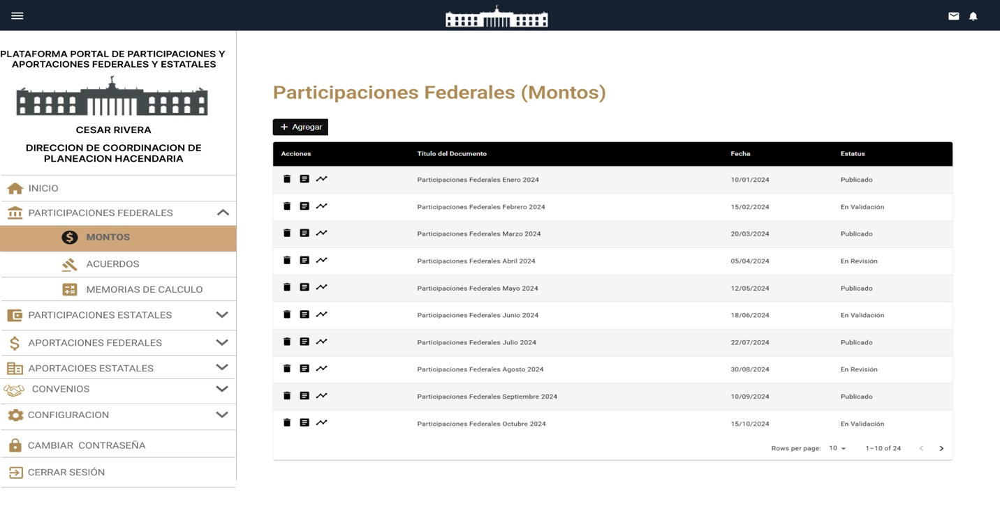 PLATAFORMA PORTAL DE PARTICIPACIONES Y
APORTACIONES FEDERALES Y ESTATALES
CESAR RIVERA
DIRECCION DE COORDINACION DE
PLANEACION HACENDARIA
INICIO
PARTICIPACIONES FEDERALES
MONTOS
ACUERDOS
MEMORIAS DE CALCULO
PARTICIPACIONES ESTATALES
APORTACIONES FEDERALES
APORTACIOES ESTATALES
CONVENIOS
CONFIGURACION
CAMBIAR CONTRASEÑA
CERRAR SESIÓN
Participaciones Federales (Montos)
+ Agregar
Acciones Título del Documento Fecha Estatus
Participaciones Federales Enero 2024 10/01/2024 Publicado
Participaciones Federales Febrero 2024 15/02/2024 En Validación
Participaciones Federales Marzo 2024 20/03/2024 Publicado
Participaciones Federales Abril 2024 05/04/2024 En Revisión
Participaciones Federales Mayo 2024 12/05/2024 Publicado
Participaciones Federales Junio 2024 18/06/2024 En Validación
Participaciones Federales Julio 2024 22/07/2024 Publicado
Participaciones Federales Agosto 2024 30/08/2024 En Revisión
Participaciones Federales Septiembre 2024 10/09/2024 Publicado
Participaciones Federales Octubre 2024 15/10/2024 En Validación
Rows per page: 10 1–10 of 24